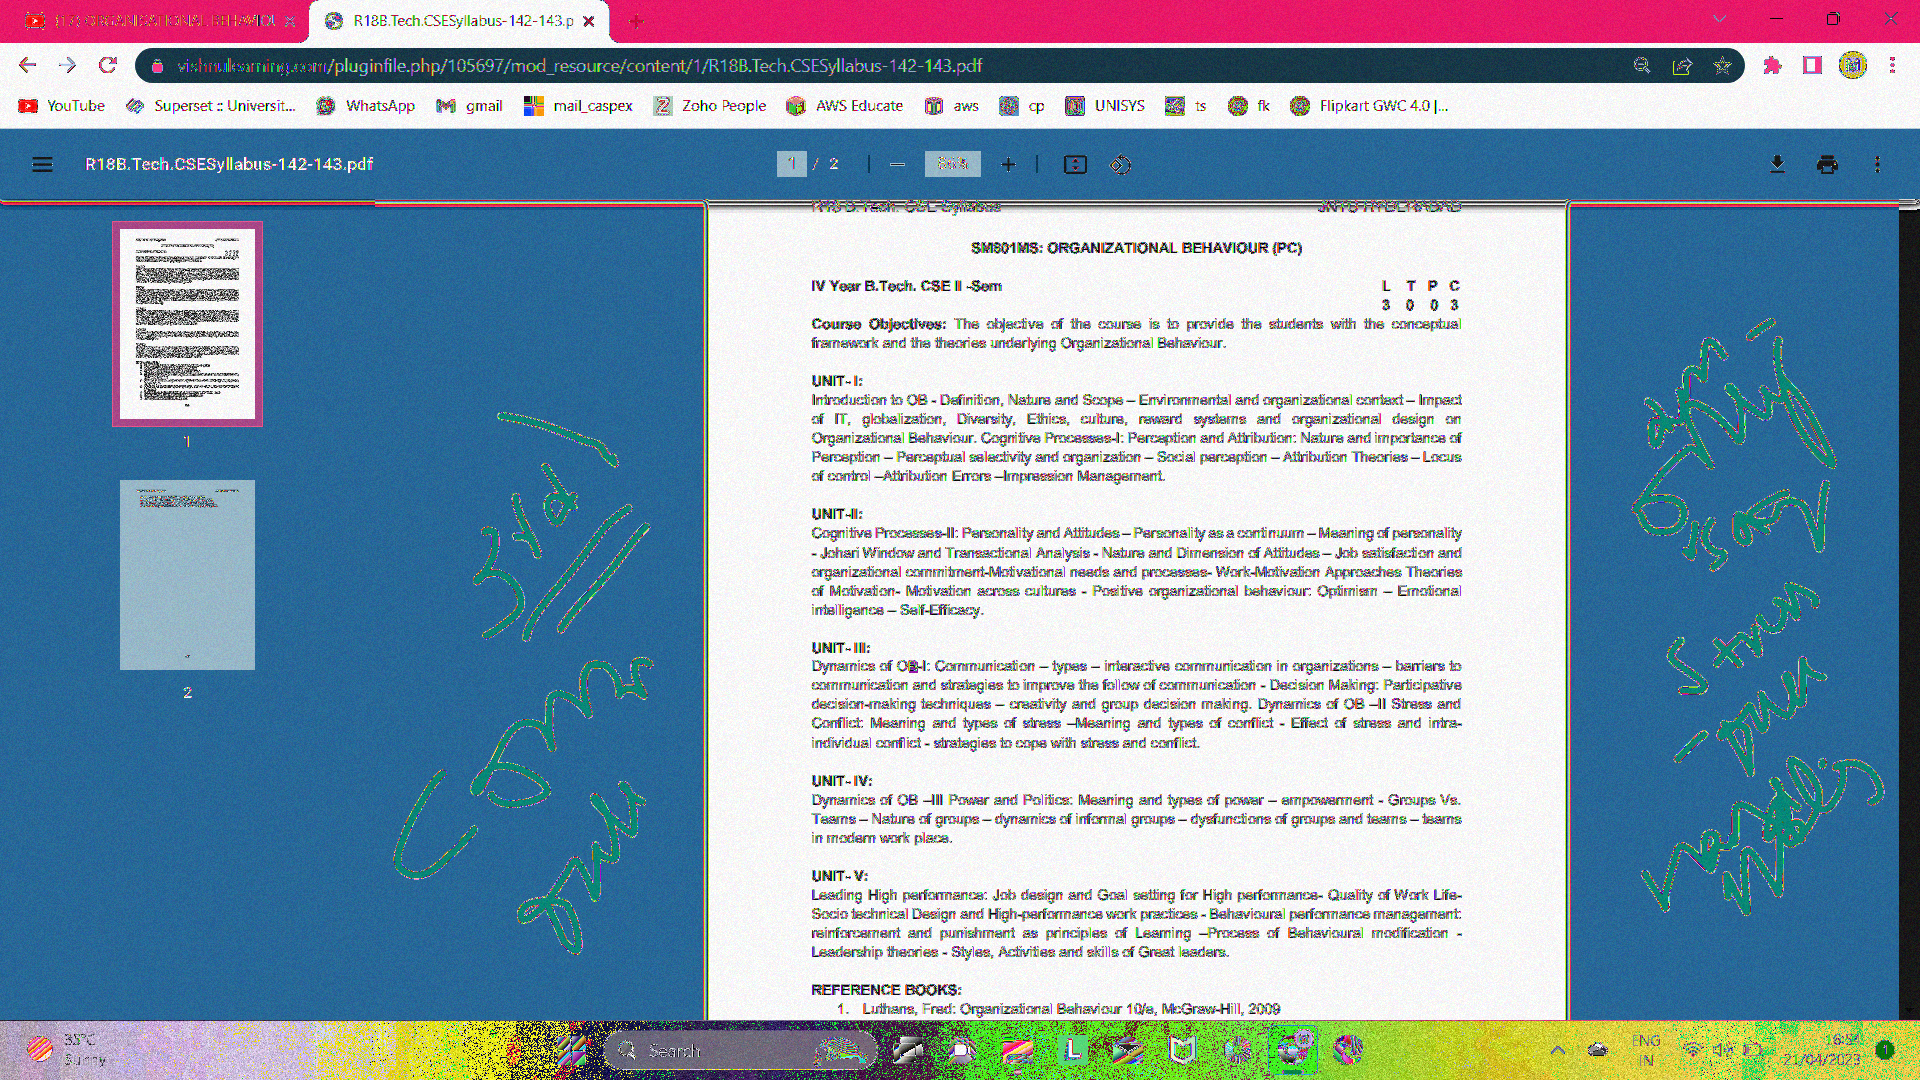 R18B.Tech.CSESyllabus-142-143.p
vishnulearning.com/pluginfile.php/105697/mod_resource/content/1/R18B.Tech.CSESyllabus-142-143.pdf
YouTube Superset :: Universit... WhatsApp gmail mail_caspex Zoho People AWS Educate aws cp UNISYS ts fk Flipkart GWC 4.0 |...
R18B.Tech.CSESyllabus-142-143.pdf 1 / 2
1
2
R18 B.Tech. CSE Syllabus JNTU HYDERABAD
SM801MS: ORGANIZATIONAL BEHAVIOUR (PC)
IV Year B.Tech. CSE II -Sem L T P C
3 0 0 3
Course Objectives: The objective of the course is to provide the students with the conceptual
framework and the theories underlying Organizational Behaviour.
UNIT- I:
Introduction to OB - Definition, Nature and Scope – Environmental and organizational context – Impact
of IT, globalization, Diversity, Ethics, culture, reward systems and organizational design on
Organizational Behaviour. Cognitive Processes-I: Perception and Attribution: Nature and importance of
Perception – Perceptual selectivity and organization – Social perception – Attribution Theories – Locus
of control –Attribution Errors –Impression Management.
UNIT-II:
Cognitive Processes-II: Personality and Attitudes – Personality as a continuum – Meaning of personality
- Johari Window and Transactional Analysis - Nature and Dimension of Attitudes – Job satisfaction and
organizational commitment-Motivational needs and processes- Work-Motivation Approaches Theories
of Motivation- Motivation across cultures - Positive organizational behaviour: Optimism – Emotional
intelligence – Self-Efficacy.
UNIT- III:
Dynamics of OB-I: Communication – types – interactive communication in organizations – barriers to
communication and strategies to improve the follow of communication - Decision Making: Participative
decision-making techniques – creativity and group decision making. Dynamics of OB –II Stress and
Conflict: Meaning and types of stress –Meaning and types of conflict - Effect of stress and intra-
individual conflict - strategies to cope with stress and conflict.
UNIT- IV:
Dynamics of OB –III Power and Politics: Meaning and types of power – empowerment - Groups Vs.
Teams – Nature of groups – dynamics of informal groups – dysfunctions of groups and teams – teams
in modern work place.
UNIT- V:
Leading High performance: Job design and Goal setting for High performance- Quality of Work Life-
Socio technical Design and High-performance work practices - Behavioural performance management:
reinforcement and punishment as principles of Learning –Process of Behavioural modification -
Leadership theories - Styles, Activities and skills of Great leaders.
REFERENCE BOOKS:
1. Luthans, Fred: Organizational Behaviour 10/e, McGraw-Hill, 2009
3rd
Sunny
Search
ENG
IN
21/04/2023